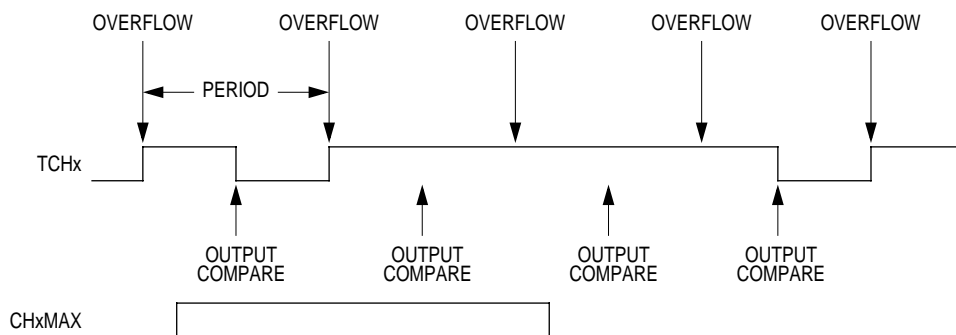 OVERFLOW OVERFLOW OVERFLOW OVERFLOW OVERFLOW
PERIOD
TCHx
OUTPUT COMPARE
OUTPUT COMPARE
OUTPUT COMPARE
OUTPUT COMPARE
CHxMAX